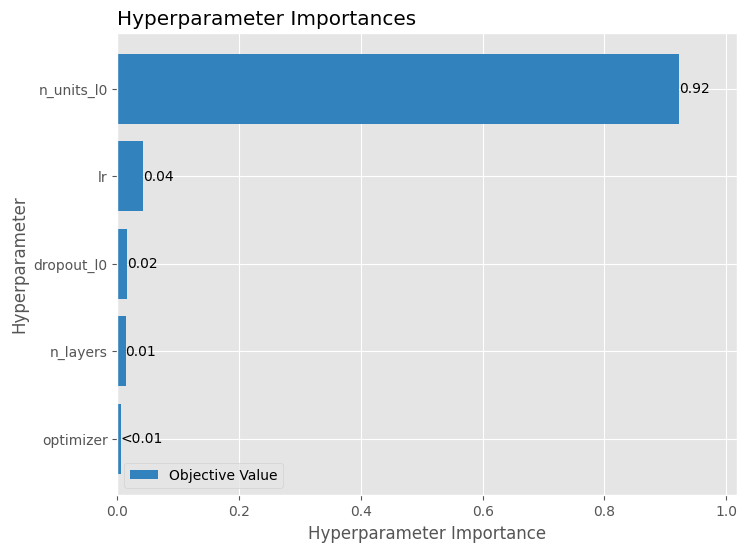 Hyperparameter Importances
Hyperparameter
n_units_l0
0.92
lr
0.04
dropout_l0
0.02
n_layers
0.01
optimizer
<0.01
Objective Value
0.0 0.2 0.4 0.6 0.8 1.0
Hyperparameter Importance